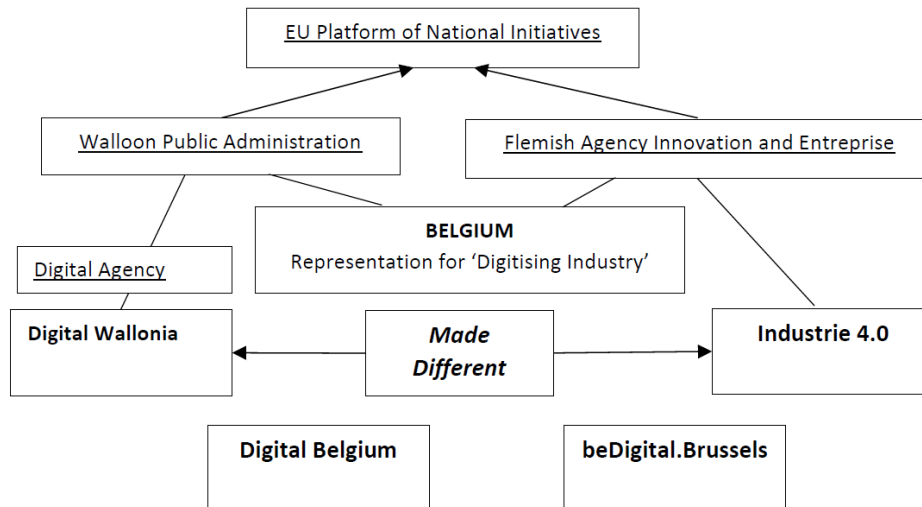 EU Platform of National Initiatives
Walloon Public Administration
Flemish Agency Innovation and Entreprise
BELGIUM
Representation for ‘Digitising Industry’
Digital Agency
Digital Wallonia
Made
Different
Industrie 4.0
Digital Belgium
beDigital.Brussels